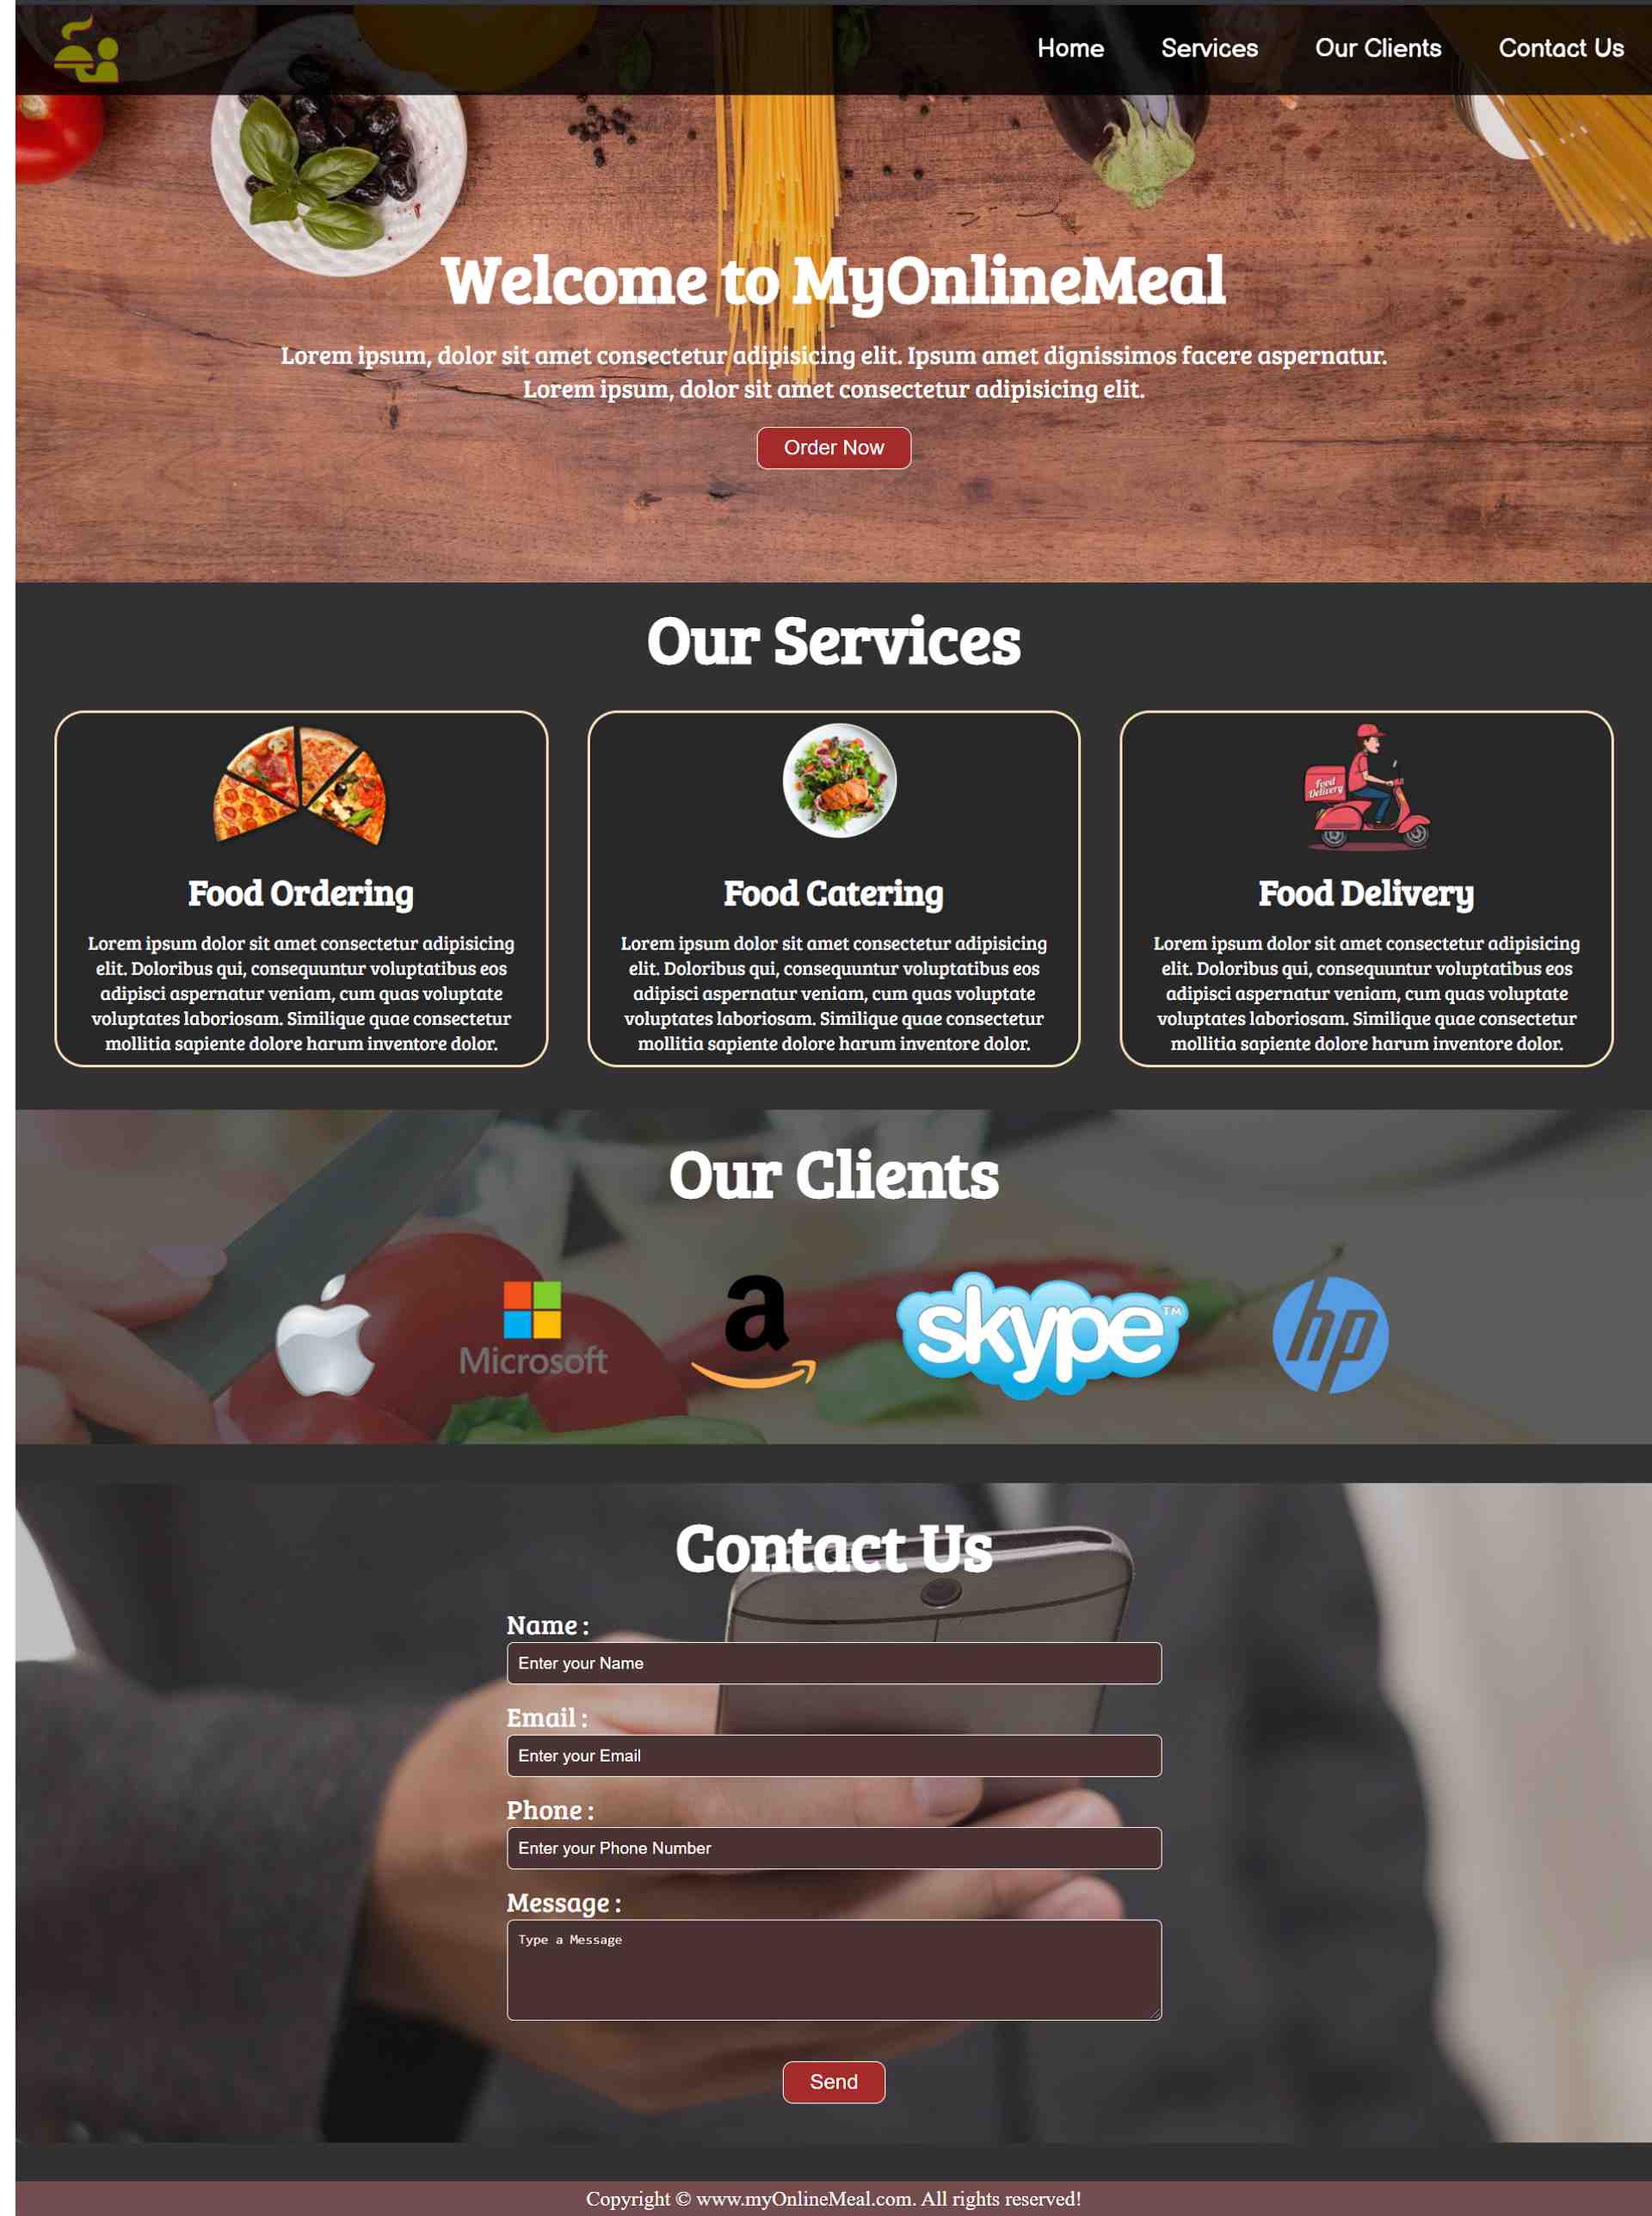 Home Services Our Clients Contact Us
Welcome to MyOnlineMeal
Lorem ipsum, dolor sit amet consectetur adipisicing elit. Ipsum amet dignissimos facere aspernatur.
Lorem ipsum, dolor sit amet consectetur adipisicing elit.
Order Now
Our Services
Food
Delivery
Food Ordering
Lorem ipsum dolor sit amet consectetur adipisicing
elit. Doloribus qui, consequuntur voluptatibus eos
adipisci aspernatur veniam, cum quas voluptate
voluptates laboriosam. Similique quae consectetur
mollitia sapiente dolore harum inventore dolor.
Food Catering
Lorem ipsum dolor sit amet consectetur adipisicing
elit. Doloribus qui, consequuntur voluptatibus eos
adipisci aspernatur veniam, cum quas voluptate
voluptates laboriosam. Similique quae consectetur
mollitia sapiente dolore harum inventore dolor.
Food Delivery
Lorem ipsum dolor sit amet consectetur adipisicing
elit. Doloribus qui, consequuntur voluptatibus eos
adipisci aspernatur veniam, cum quas voluptate
voluptates laboriosam. Similique quae consectetur
mollitia sapiente dolore harum inventore dolor.
Our Clients
Microsoft
a
skype™
hp
Contact Us
Name :
Enter your Name
Email :
Enter your Email
Phone :
Enter your Phone Number
Message :
Type a Message
Send
Copyright © www.myOnlineMeal.com. All rights reserved!